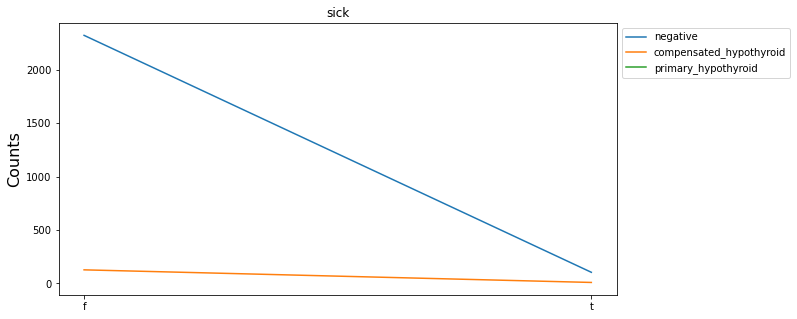 sick
negative
compensated_hypothyroid
primary_hypothyroid
Counts
2000
1500
1000
500
0
f
t